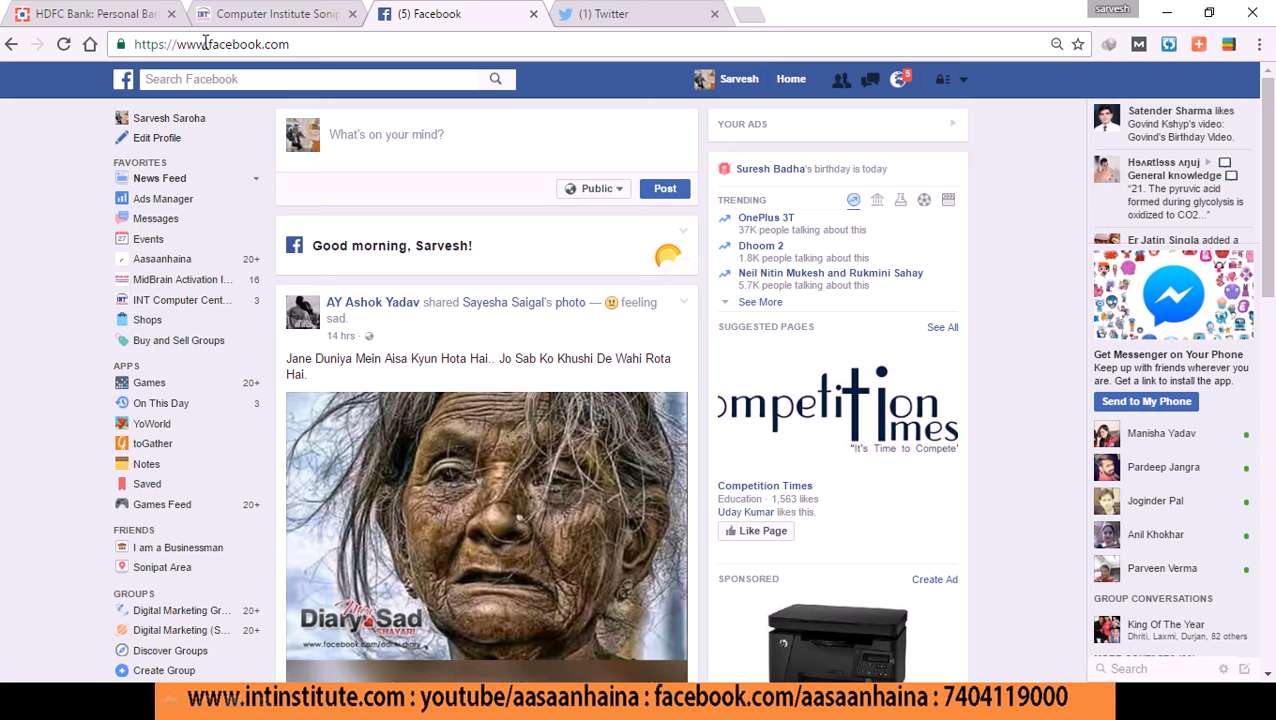 HDFC Bank: Personal Ban
Computer Institute Sonip
(5) Facebook
(1) Twitter
sarvesh
https://www.facebook.com
Search Facebook
Sarvesh
Home
5
Sarvesh Saroha
Edit Profile
FAVORITES
News Feed
Ads Manager
Messages
27 Events
Aasaanhaina 20+
MidBrain Activation I... 16
INT Computer Cent... 3
Shops
Buy and Sell Groups
APPS
Games 20+
On This Day 3
YoWorld
toGather
Notes
Saved
Games Feed 20+
FRIENDS
I am a Businessman
Sonipat Area
GROUPS
Digital Marketing Gr... 20+
Digital Marketing (S... 20+
Discover Groups
Create Group
What's on your mind?
Public
Post
Good morning, Sarvesh!
AY Ashok Yadav shared Sayesha Saigal's photo — feeling
sad.
14 hrs
Jane Duniya Mein Aisa Kyun Hota Hai.. Jo Sab Ko Khushi De Wahi Rota
Hai.
Diary Sad
SHAYARI
YOUR ADS
Suresh Badha's birthday is today
TRENDING
OnePlus 3T
37K people talking about this
Dhoom 2
1.8K people talking about this
Neil Nitin Mukesh and Rukmini Sahay
5.7K people talking about this
See More
SUGGESTED PAGES
See All
ompetition
imes
"It's Time to Compete"
Competition Times
Education · 1,563 likes
Uday Kumar likes this.
Like Page
SPONSORED
Create Ad
Satender Sharma likes
Govind Kshyp's video:
Govind's Birthday Video.
General knowledge
"21. The pyruvic acid
formed during glycolysis is
oxidized to CO2..."
Er Jatin Singla added a
Get Messenger on Your Phone
Keep up with friends wherever you
are. Get a link to install the app.
Send to My Phone
Manisha Yadav
Pardeep Jangra
Joginder Pal
Anil Khokhar
Parveen Verma
GROUP CONVERSATIONS
King Of The Year
Dhriti, Laxmi, Durjan, 82 others
Search
www.intinstitute.com : youtube/aasaanhaina : facebook.com/aasaanhaina : 7404119000